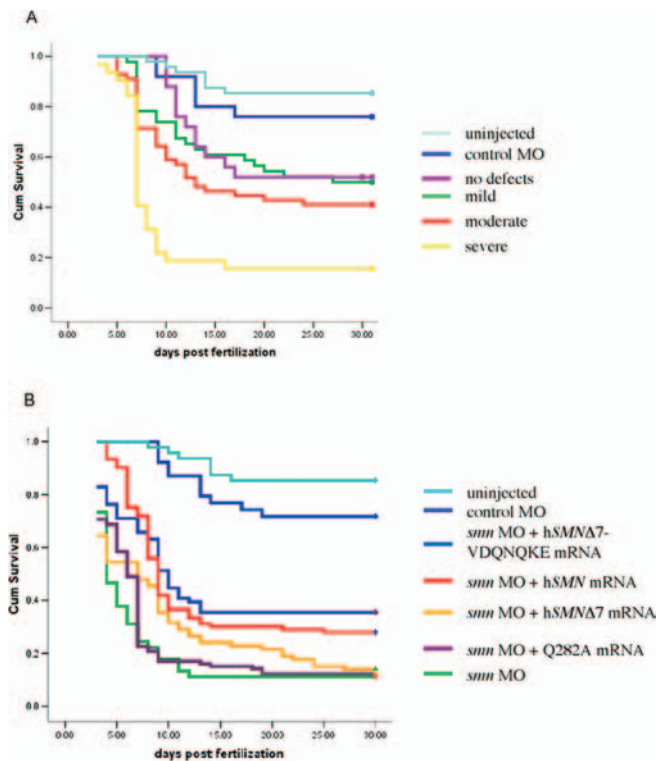 A
Cum Survival
1.0
0.8
0.6
0.4
0.2
0.0
0:00 5:00 10:00 15:00 20:00 25:00 30:00
days post fertilization
uninjected
control MO
no defects
mild
moderate
severe
B
Cum Survival
1.0
0.8
0.6
0.4
0.2
0.0
0:00 5:00 10:00 15:00 20:00 25:00 30:00
days post fertilization
uninjected
control MO
smn MO + hSMNΔ7-
VDQNQKE mRNA
smn MO + hSMN mRNA
smn MO + hSMNΔ7 mRNA
smn MO + Q282A mRNA
smn MO